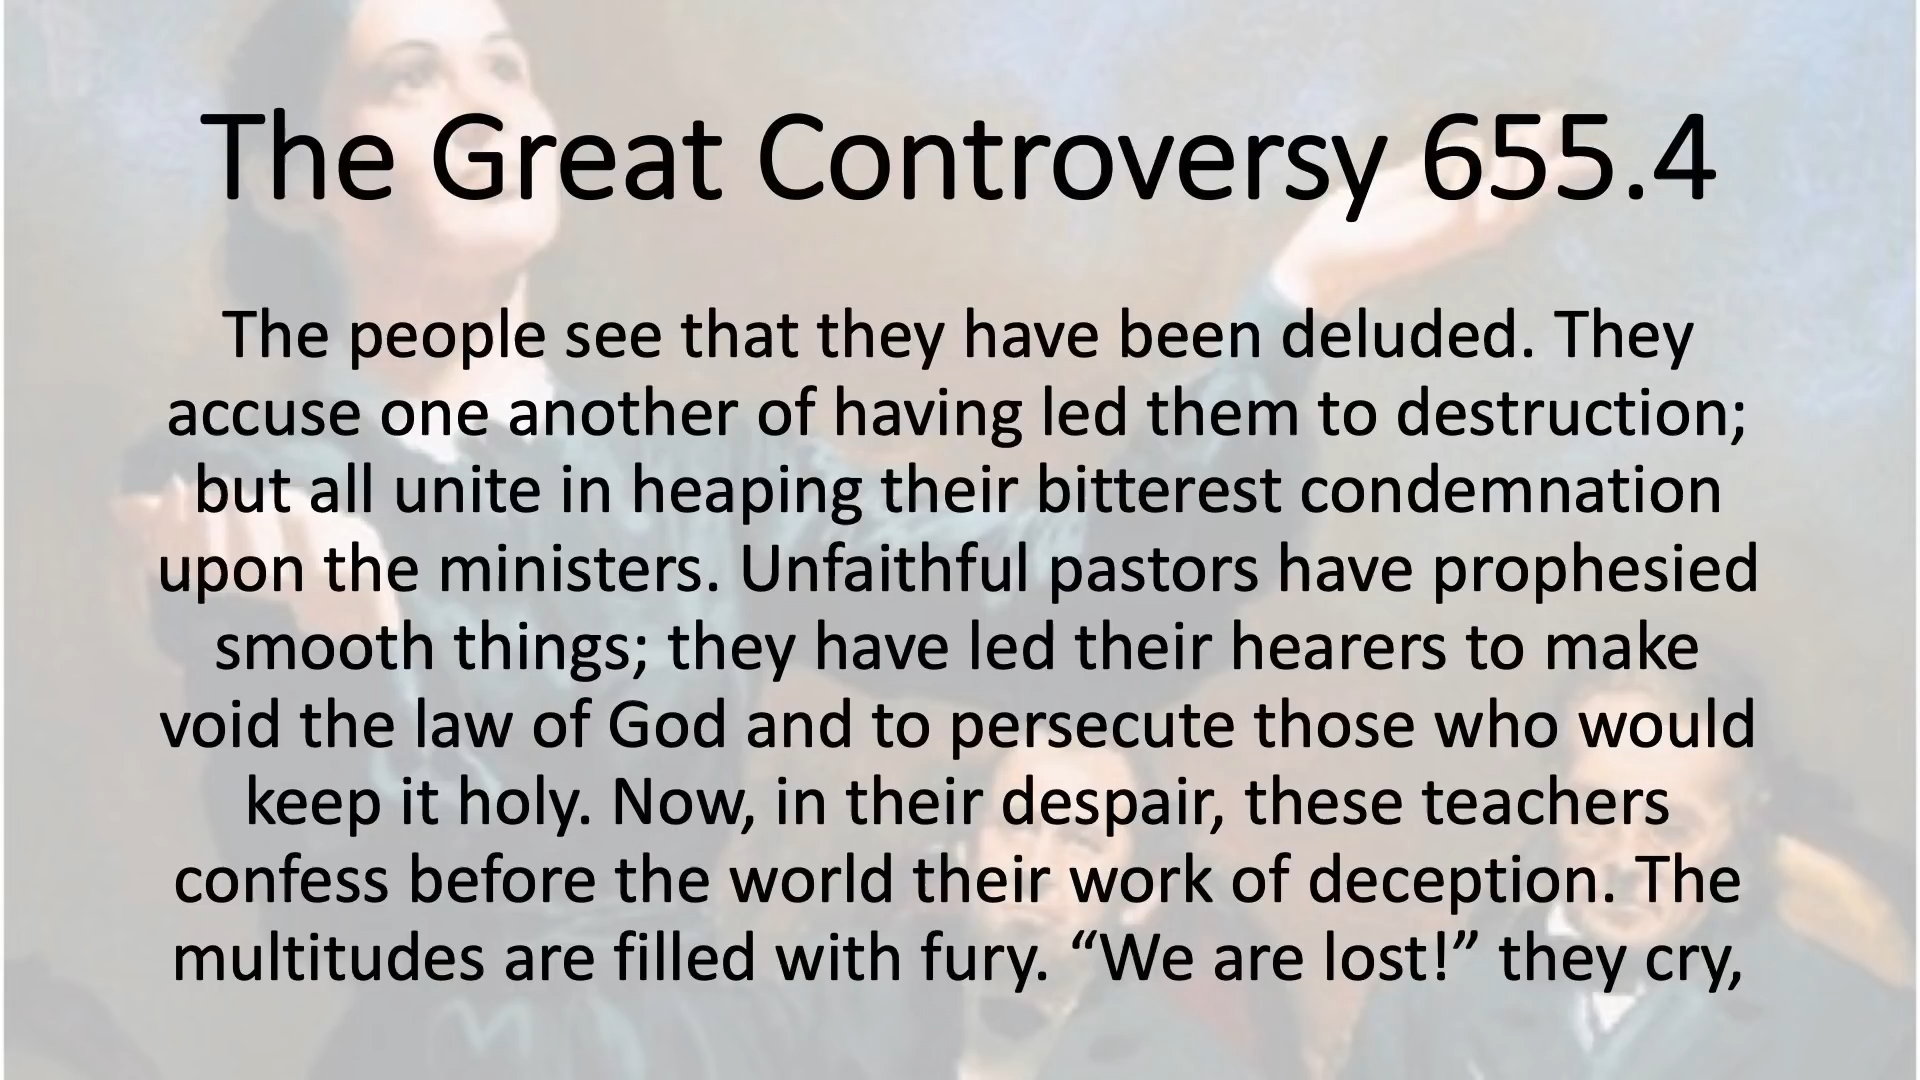 The Great Controversy 655.4
The people see that they have been deluded. They
accuse one another of having led them to destruction;
but all unite in heaping their bitterest condemnation
upon the ministers. Unfaithful pastors have prophesied
smooth things; they have led their hearers to make
void the law of God and to persecute those who would
keep it holy. Now, in their despair, these teachers
confess before the world their work of deception. The
multitudes are filled with fury. “We are lost!” they cry,